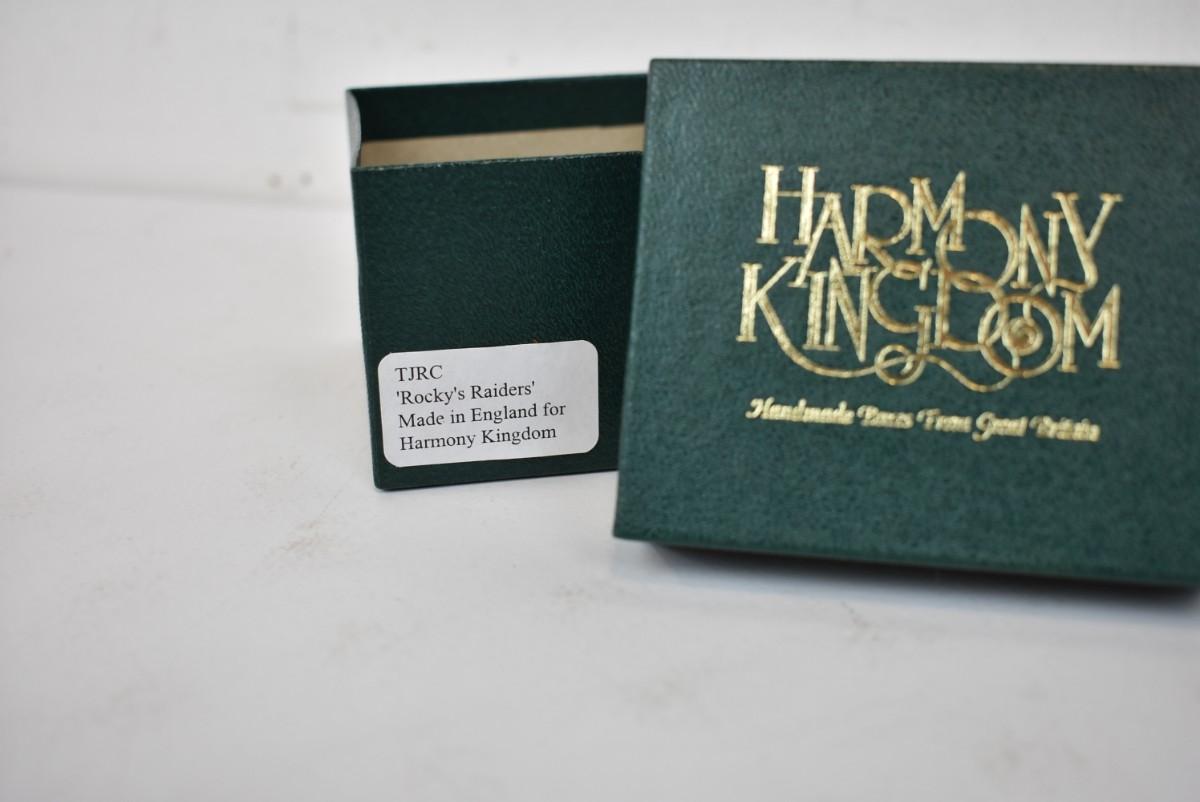 TJRC
'Rocky's Raiders'
Made in England for
Harmony Kingdom
HARMONY
KINGDOM
Handmade Boxes From Great Britain